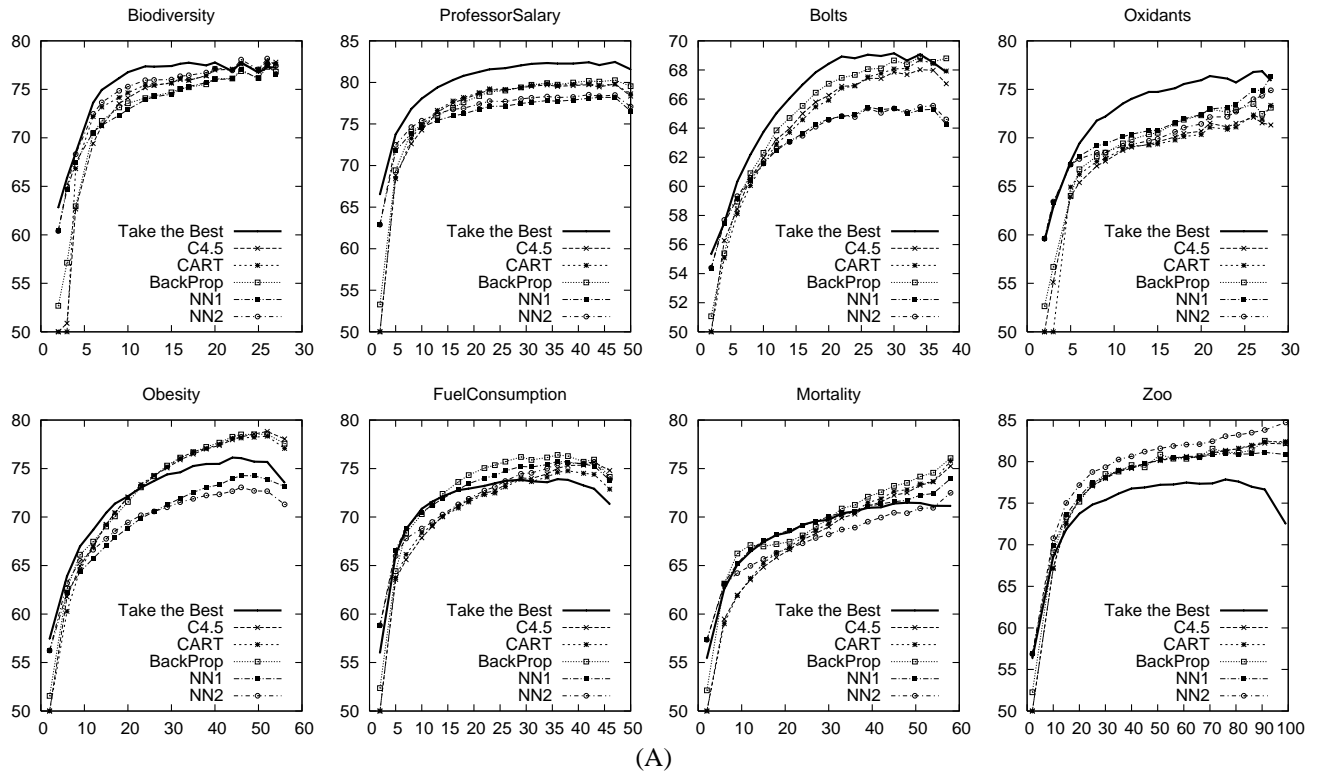 Biodiversity ProfessorSalary Bolts Oxidants
80
75
70
65
60
55
50
Take the Best
C4.5
CART
BackProp
NN1
NN2
0 5 10 15 20 25 30
85
80
75
70
65
60
55
50
Take the Best
C4.5
CART
BackProp
NN1
NN2
0 5 10 15 20 25 30 35 40 45 50
70
68
66
64
62
60
58
56
54
52
50
Take the Best
C4.5
CART
BackProp
NN1
NN2
0 5 10 15 20 25 30 35 40
80
75
70
65
60
55
50
Take the Best
C4.5
CART
BackProp
NN1
NN2
0 5 10 15 20 25 30
Obesity FuelConsumption Mortality Zoo
80
75
70
65
60
55
50
Take the Best
C4.5
CART
BackProp
NN1
NN2
0 10 20 30 40 50 60
80
75
70
65
60
55
50
Take the Best
C4.5
CART
BackProp
NN1
NN2
0 5 10 15 20 25 30 35 40 45 50
80
75
70
65
60
55
50
Take the Best
C4.5
CART
BackProp
NN1
NN2
0 10 20 30 40 50 60
85
80
75
70
65
60
55
50
Take the Best
C4.5
CART
BackProp
NN1
NN2
0 10 20 30 40 50 60 70 80 90 100
(A)